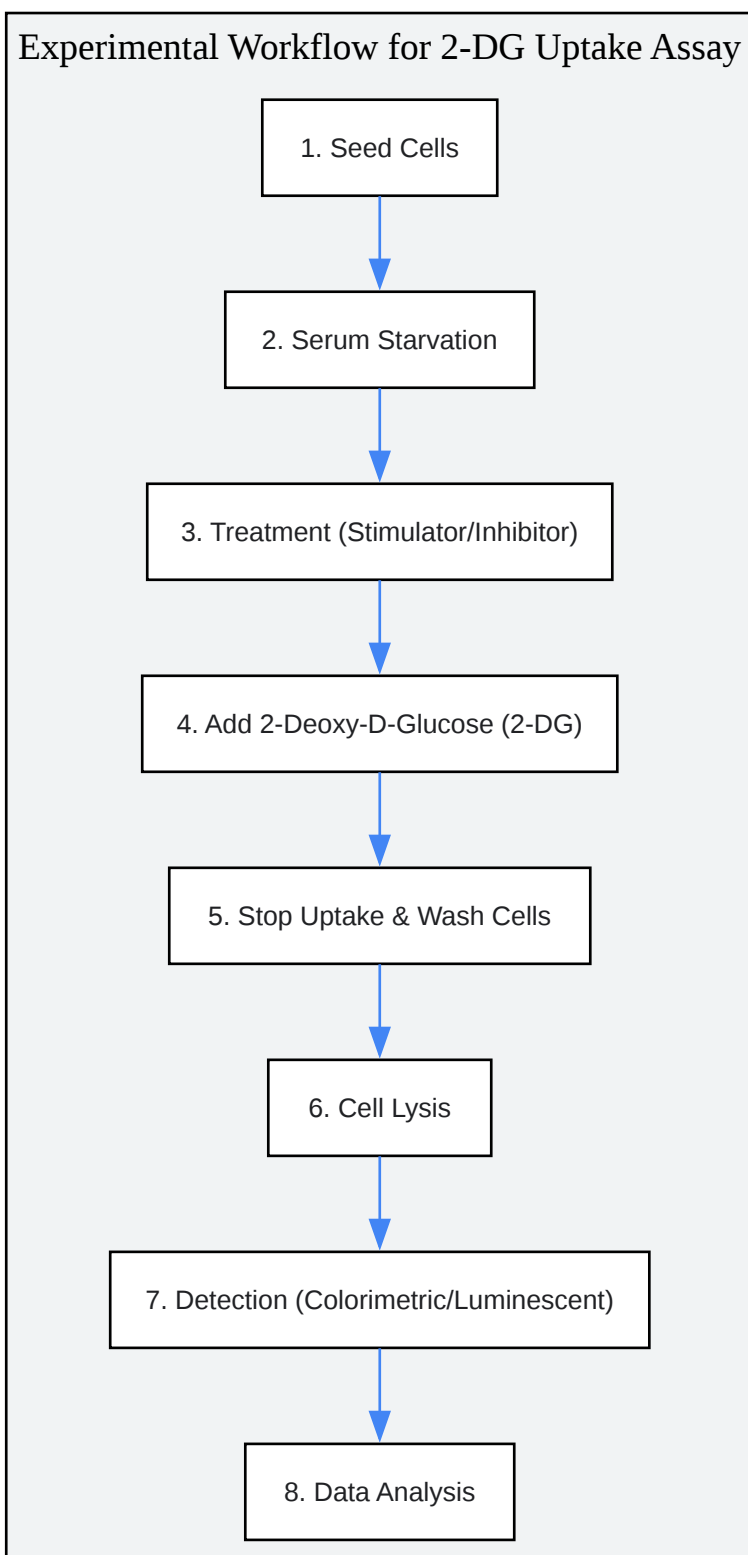 Experimental Workflow for 2-DG Uptake Assay
1. Seed Cells
2. Serum Starvation
3. Treatment (Stimulator/Inhibitor)
4. Add 2-Deoxy-D-Glucose (2-DG)
5. Stop Uptake & Wash Cells
6. Cell Lysis
7. Detection (Colorimetric/Luminescent)
8. Data Analysis